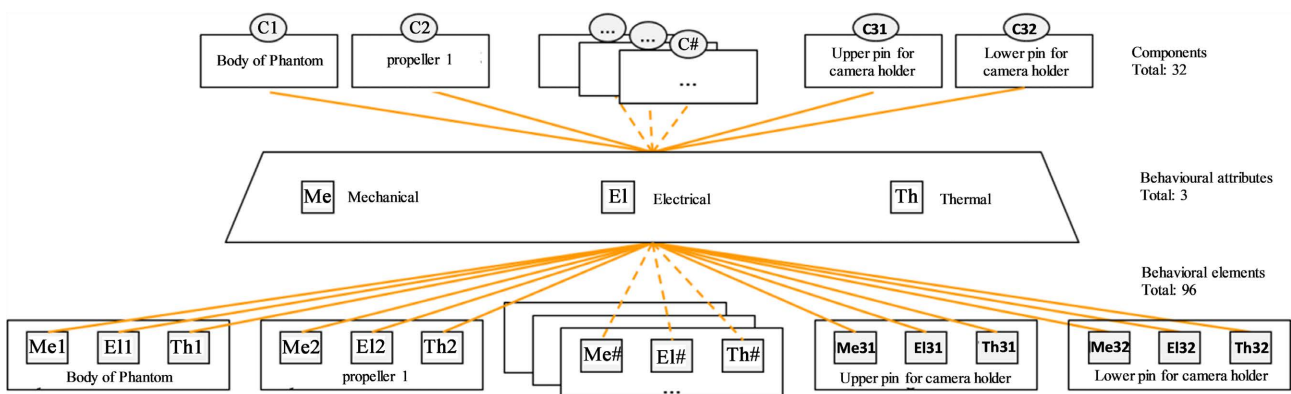 C1
C2
...
...
C#
C31
C32
Body of Phantom
propeller 1
...
Upper pin for
camera holder
Lower pin for
camera holder
Components
Total: 32
Me Mechanical
El Electrical
Th Thermal
Behavioural attributes
Total: 3
Behavioral elements
Total: 96
Me1 El1 Th1
Body of Phantom
Me2 El2 Th2
propeller 1
Me# El# Th#
...
Me31 El31 Th31
Upper pin for camera holder
Me32 El32 Th32
Lower pin for camera holder